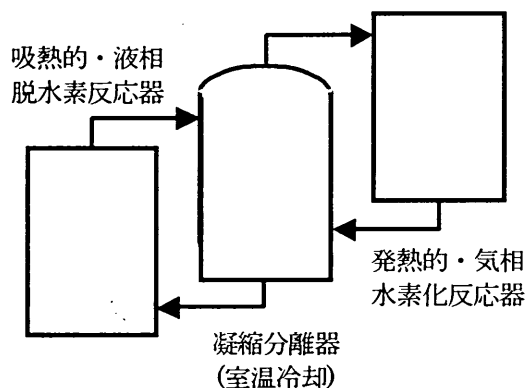 吸熱的・液相
脱水素反応器
発熱的・気相
水素化反応器
凝縮分離器
(室温冷却)